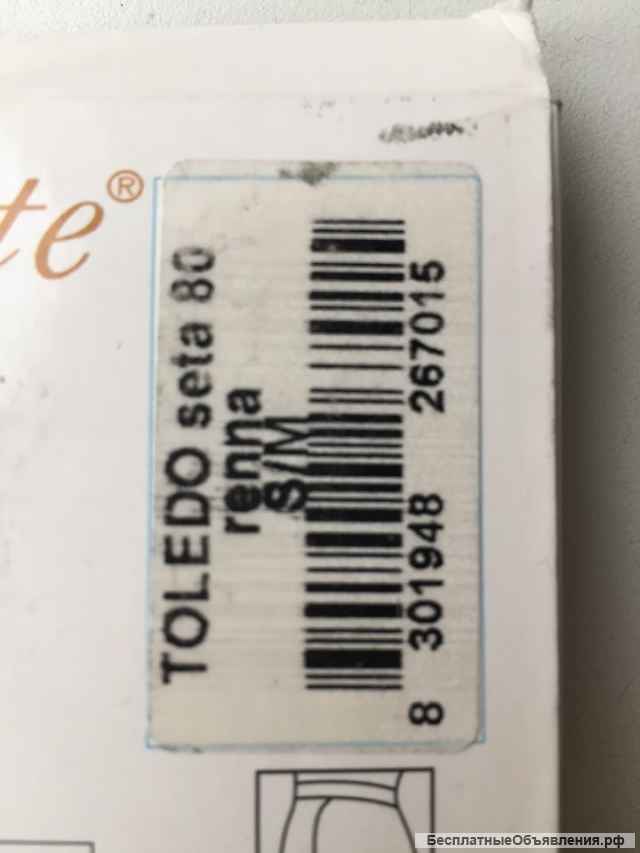 te®
TOLEDO seta 80
renna
S/M
8 301948 267015
БесплатныеОбъявления.рф